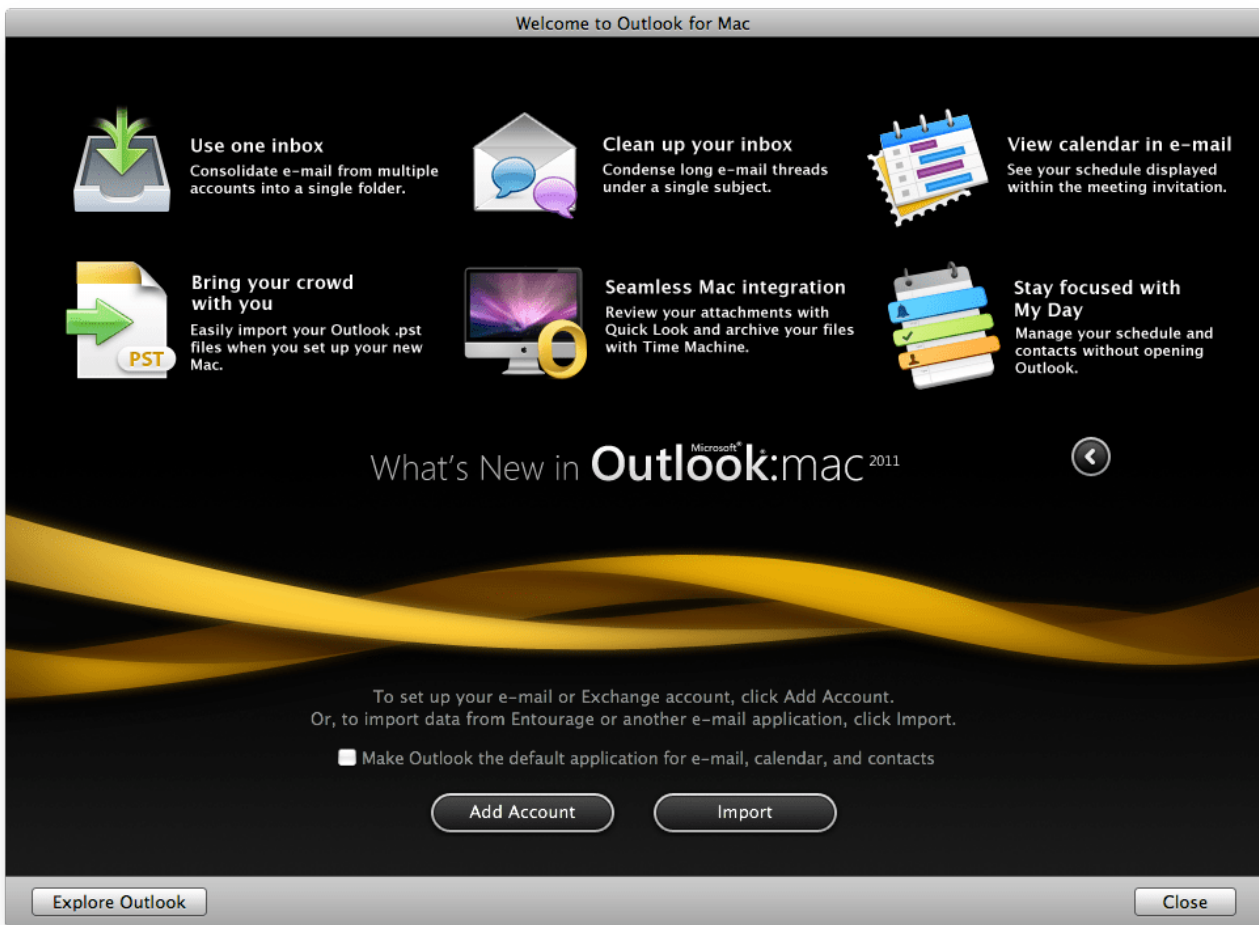 Welcome to Outlook for Mac
Use one inbox
Consolidate e-mail from multiple
accounts into a single folder.
Clean up your inbox
Condense long e-mail threads
under a single subject.
View calendar in e-mail
See your schedule displayed
within the meeting invitation.
Bring your crowd
with you
Easily import your Outlook .pst
files when you set up your new
Mac.
PST
Seamless Mac integration
Review your attachments with
Quick Look and archive your files
with Time Machine.
Stay focused with
My Day
Manage your schedule and
contacts without opening
Outlook.
What's New in Microsoft® Outlook:mac 2011
To set up your e-mail or Exchange account, click Add Account.
Or, to import data from Entourage or another e-mail application, click Import.
Make Outlook the default application for e-mail, calendar, and contacts
Add Account
Import
Explore Outlook
Close